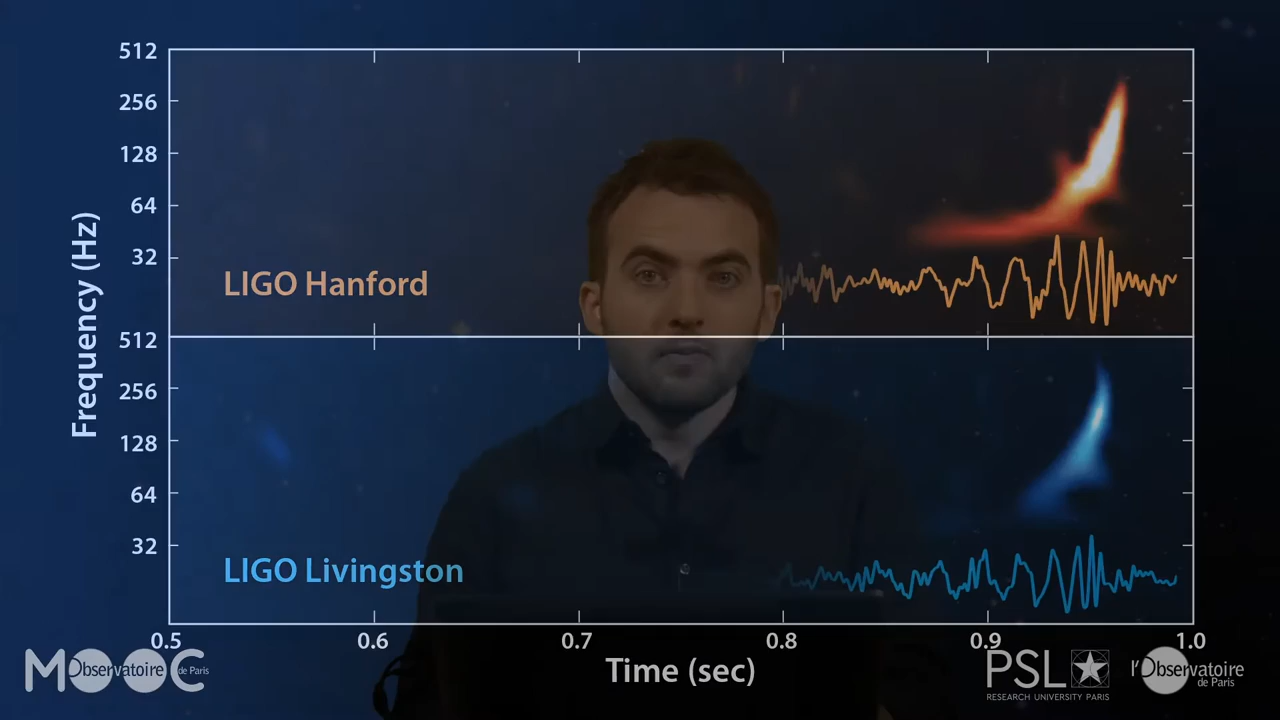 512
256
128
64
32
LIGO Hanford
512
256
128
64
32
LIGO Livingston
Frequency (Hz)
0.5 0.6 0.7 0.8 0.9 1.0
Time (sec)
MOOC Observatoire de Paris
PSL
RESEARCH UNIVERSITY PARIS
l'Observatoire
de Paris